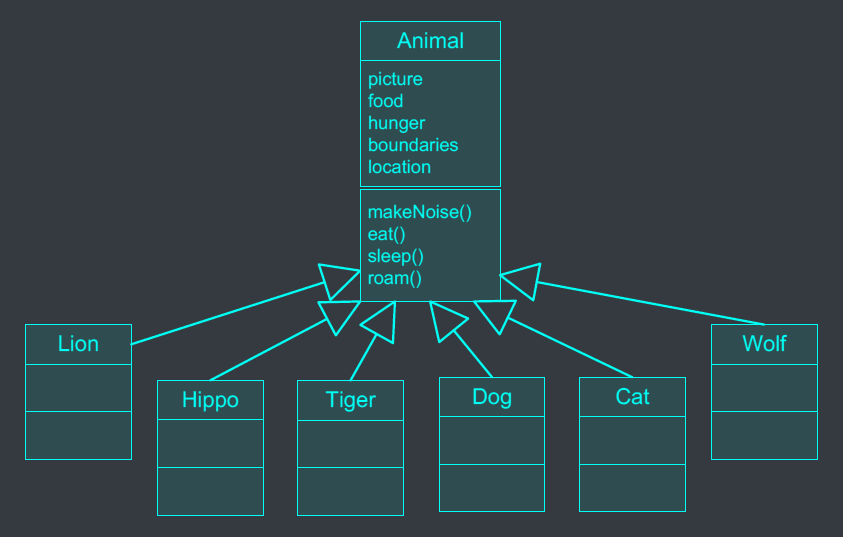 Animal
picture
food
hunger
boundaries
location
makeNoise()
eat()
sleep()
roam()
Lion
Hippo
Tiger
Dog
Cat
Wolf